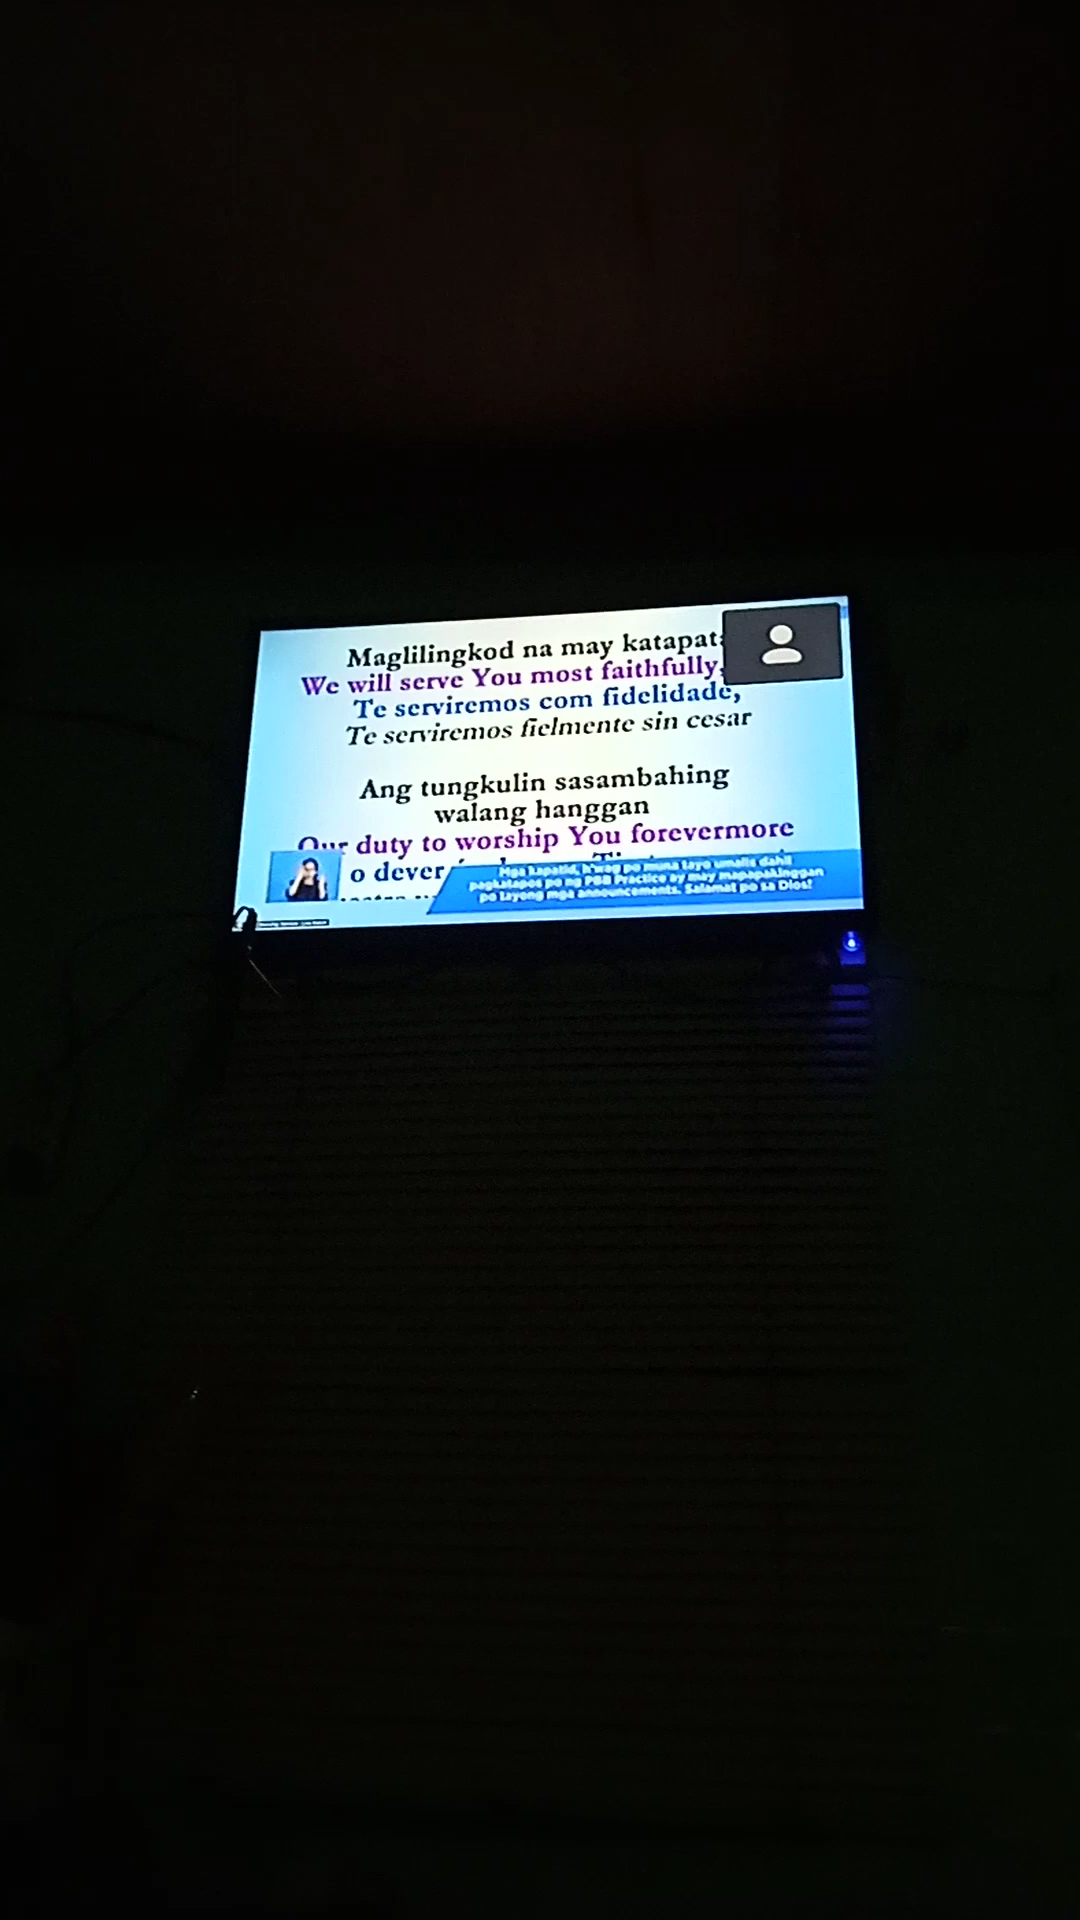 Maglilingkod na may
We will serve You most faithfully,
Te serviremos com fidelidade,
Te serviremos fielmente sin cesar
Ang tungkulin sasambahing
walang hanggan
Our duty to worship You forevermore
o dever
Mga kapatid, h'wag po muna tayo umalis dahil
pagkatapos po ng PBB Practice ay may mapapakinggan
po tayong mga announcements. Salamat po sa Dios!